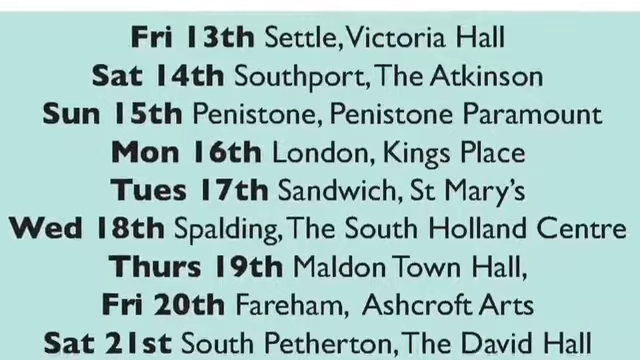 Fri 13th Settle, Victoria Hall
Sat 14th Southport, The Atkinson
Sun 15th Penistone, Penistone Paramount
Mon 16th London, Kings Place
Tues 17th Sandwich, St Mary's
Wed 18th Spalding, The South Holland Centre
Thurs 19th Maldon Town Hall,
Fri 20th Fareham, Ashcroft Arts
Sat 21st South Petherton, The David Hall